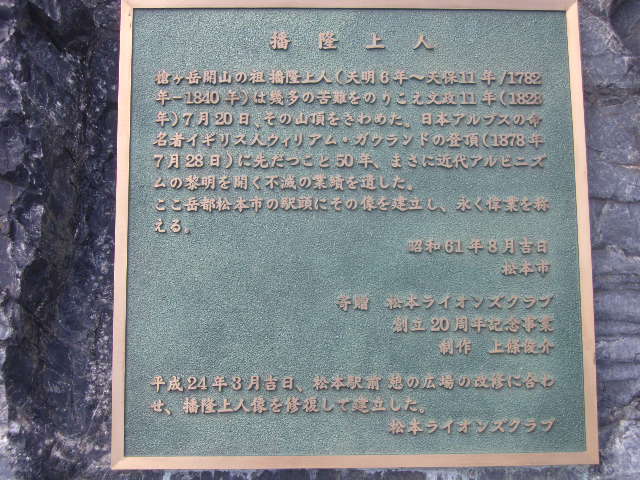 播隆上人
槍ヶ岳開山の祖 播隆上人(天明6年～天保11年/1782
年－1840年)は幾多の苦難をのりこえ文政11年(1828
年)7月20日、その山頂をきわめた。日本アルプスの命
名者イギリス人ウィリアム・ガウランドの登頂(1878年
7月28日)に先だつこと50年、まさに近代アルピニズ
ムの黎明を開く不滅の業績を遺した。
ここ岳都松本市の駅頭にその像を建立し、永く偉業を称
える。
昭和61年8月吉日
松本市
寄贈 松本ライオンズクラブ
創立20周年記念事業
制作 上條俊介
平成24年3月吉日、松本駅前 憩の広場の改修に合わ
せ、播隆上人像を修復して建立した。
松本ライオンズクラブ